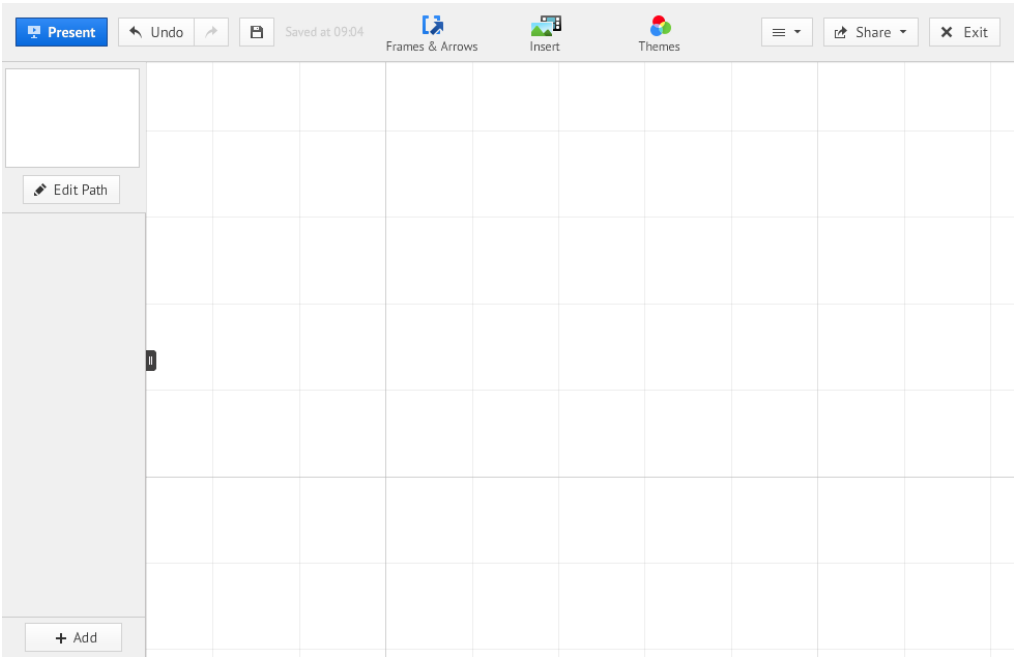 Present
Undo
Saved at 09:04
Frames & Arrows
Insert
Themes
Share
Exit
Edit Path
Add